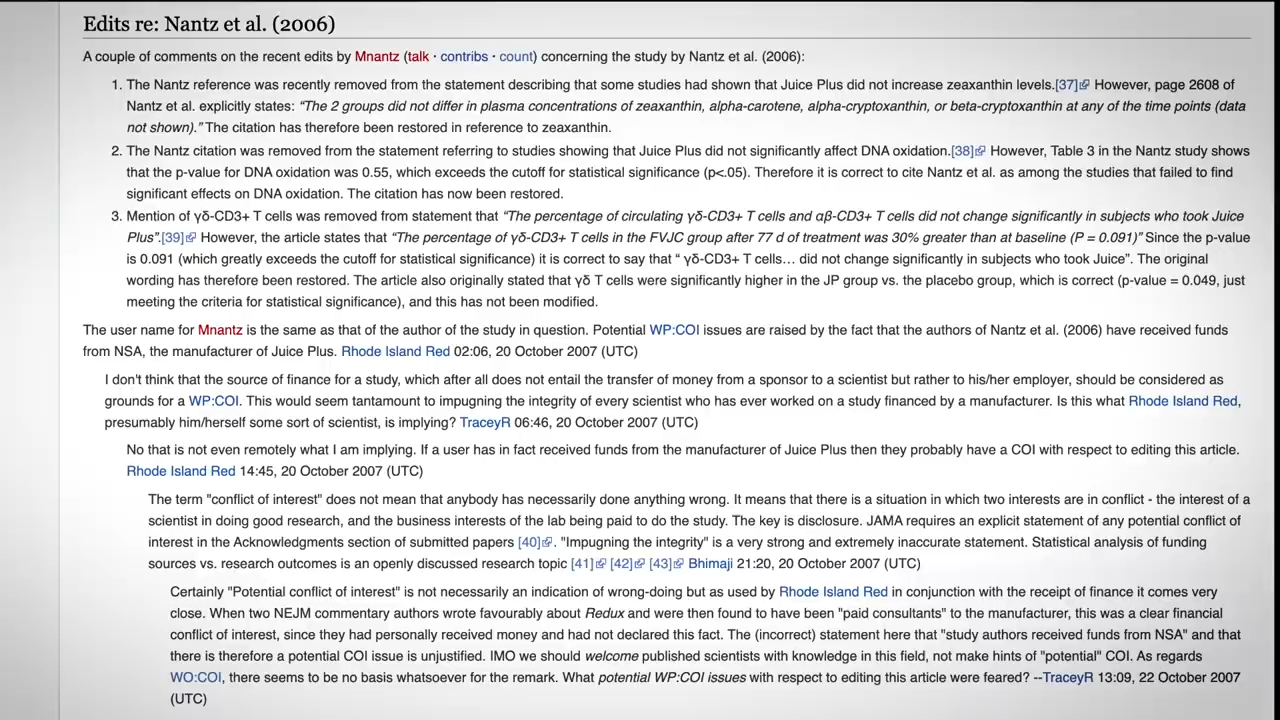 Edits re: Nantz et al. (2006)
A couple of comments on the recent edits by Mnantz (talk · contribs · count) concerning the study by Nantz et al. (2006):
1. The Nantz reference was recently removed from the statement describing that some studies had shown that Juice Plus did not increase zeaxanthin levels.[37] However, page 2608 of
Nantz et al. explicitly states: “The 2 groups did not differ in plasma concentrations of zeaxanthin, alpha-carotene, alpha-cryptoxanthin, or beta-cryptoxanthin at any of the time points (data
not shown).” The citation has therefore been restored in reference to zeaxanthin.
2. The Nantz citation was removed from the statement referring to studies showing that Juice Plus did not significantly affect DNA oxidation.[38] However, Table 3 in the Nantz study shows
that the p-value for DNA oxidation was 0.55, which exceeds the cutoff for statistical significance (p<.05). Therefore it is correct to cite Nantz et al. as among the studies that failed to find
significant effects on DNA oxidation. The citation has now been restored.
3. Mention of γδ-CD3+ T cells was removed from statement that “The percentage of circulating γδ-CD3+ T cells and αβ-CD3+ T cells did not change significantly in subjects who took Juice
Plus”.[39] However, the article states that “The percentage of γδ-CD3+ T cells in the FVJC group after 77 d of treatment was 30% greater than at baseline (P = 0.091)” Since the p-value
is 0.091 (which greatly exceeds the cutoff for statistical significance) it is correct to say that “ γδ-CD3+ T cells… did not change significantly in subjects who took Juice”. The original
wording has therefore been restored. The article also originally stated that γδ T cells were significantly higher in the JP group vs. the placebo group, which is correct (p-value = 0.049, just
meeting the criteria for statistical significance), and this has not been modified.
The user name for Mnantz is the same as that of the author of the study in question. Potential WP:COI issues are raised by the fact that the authors of Nantz et al. (2006) have received funds
from NSA, the manufacturer of Juice Plus. Rhode Island Red 02:06, 20 October 2007 (UTC)
I don't think that the source of finance for a study, which after all does not entail the transfer of money from a sponsor to a scientist but rather to his/her employer, should be considered as
grounds for a WP:COI. This would seem tantamount to impugning the integrity of every scientist who has ever worked on a study financed by a manufacturer. Is this what Rhode Island Red,
presumably him/herself some sort of scientist, is implying? TraceyR 06:46, 20 October 2007 (UTC)
No that is not even remotely what I am implying. If a user has in fact received funds from the manufacturer of Juice Plus then they probably have a COI with respect to editing this article.
Rhode Island Red 14:45, 20 October 2007 (UTC)
The term "conflict of interest" does not mean that anybody has necessarily done anything wrong. It means that there is a situation in which two interests are in conflict - the interest of a
scientist in doing good research, and the business interests of the lab being paid to do the study. The key is disclosure. JAMA requires an explicit statement of any potential conflict of
interest in the Acknowledgments section of submitted papers [40]. "Impugning the integrity" is a very strong and extremely inaccurate statement. Statistical analysis of funding
sources vs. research outcomes is an openly discussed research topic [41] [42] [43] Bhimaji 21:20, 20 October 2007 (UTC)
Certainly "Potential conflict of interest" is not necessarily an indication of wrong-doing but as used by Rhode Island Red in conjunction with the receipt of finance it comes very
close. When two NEJM commentary authors wrote favourably about Redux and were then found to have been "paid consultants" to the manufacturer, this was a clear financial
conflict of interest, since they had personally received money and had not declared this fact. The (incorrect) statement here that "study authors received funds from NSA" and that
there is therefore a potential COI issue is unjustified. IMO we should welcome published scientists with knowledge in this field, not make hints of "potential" COI. As regards
WO:COI, there seems to be no basis whatsoever for the remark. What potential WP:COI issues with respect to editing this article were feared? --TraceyR 13:09, 22 October 2007
(UTC)